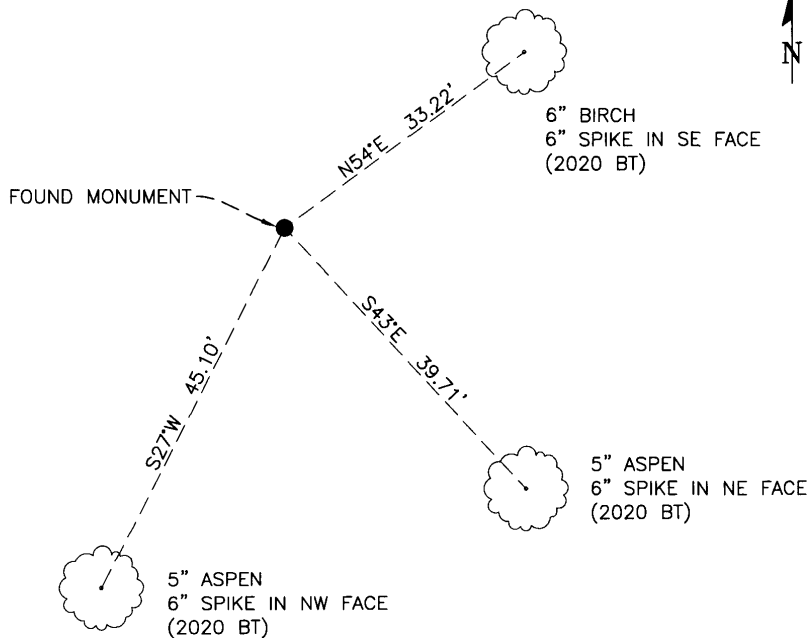 N
N54°E 33.22'
6" BIRCH
6" SPIKE IN SE FACE
(2020 BT)
FOUND MONUMENT
S43°E 39.71'
S27°W 45.10'
5" ASPEN
6" SPIKE IN NE FACE
(2020 BT)
5" ASPEN
6" SPIKE IN NW FACE
(2020 BT)